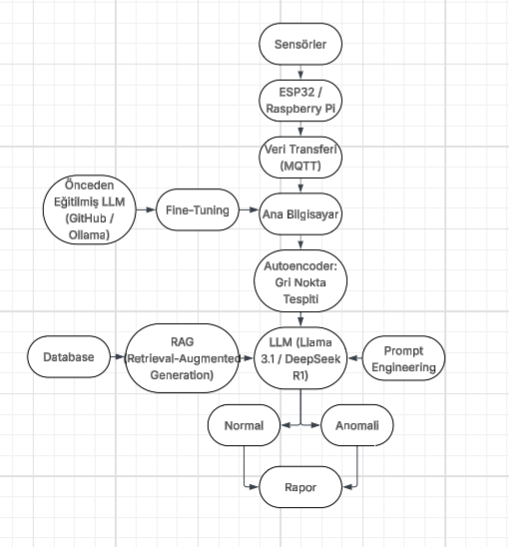 Sensörler
ESP32 /
Raspberry Pi
Veri Transferi
(MQTT)
Önceden
Eğitilmiş LLM
(GitHub /
Ollama)
Fine-Tuning
Ana Bilgisayar
Autoencoder:
Gri Nokta
Tespiti
Database
RAG
(Retrieval-Augmented
Generation)
LLM (Llama
3.1 / DeepSeek
R1)
Prompt
Engineering
Normal
Anomali
Rapor